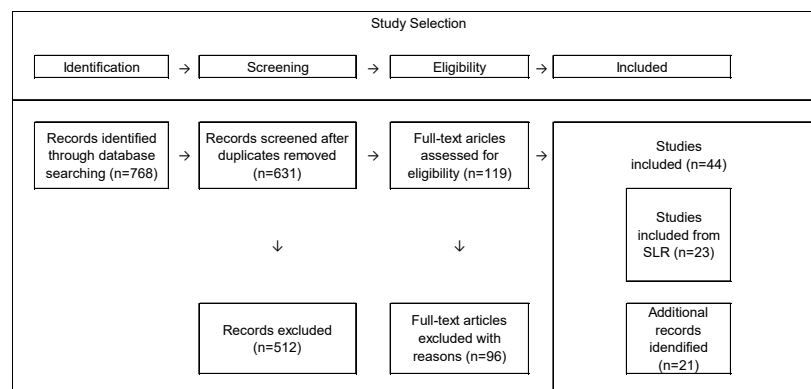 Study Selection
Identification → Screening → Eligibility → Included
Records identified
through database
searching (n=768)
→
Records screened after
duplicates removed
(n=631)
→
Full-text aricles
assessed for
eligibility (n=119)
→
Studies
included (n=44)
Studies
included from
SLR (n=23)
↓
↓
Records excluded
(n=512)
Full-text articles
excluded with
reasons (n=96)
Additional
records
idendified
(n=21)